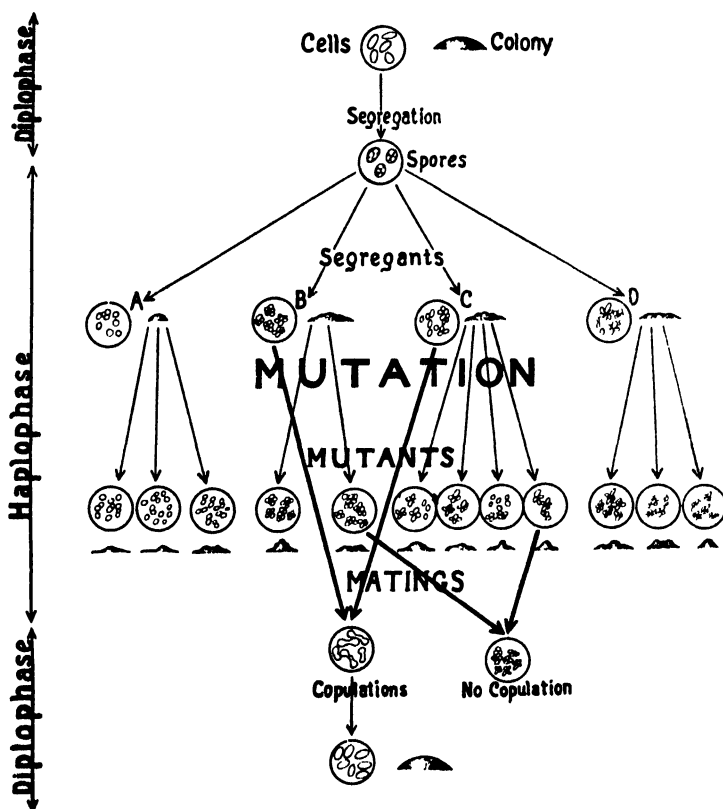 Diplophase
Cells
Colony
Segregation
Spores
Haplophase
Segregants
A
B
C
D
MUTATION
MUTANTS
MATINGS
Diplophase
Copulations
No Copulation